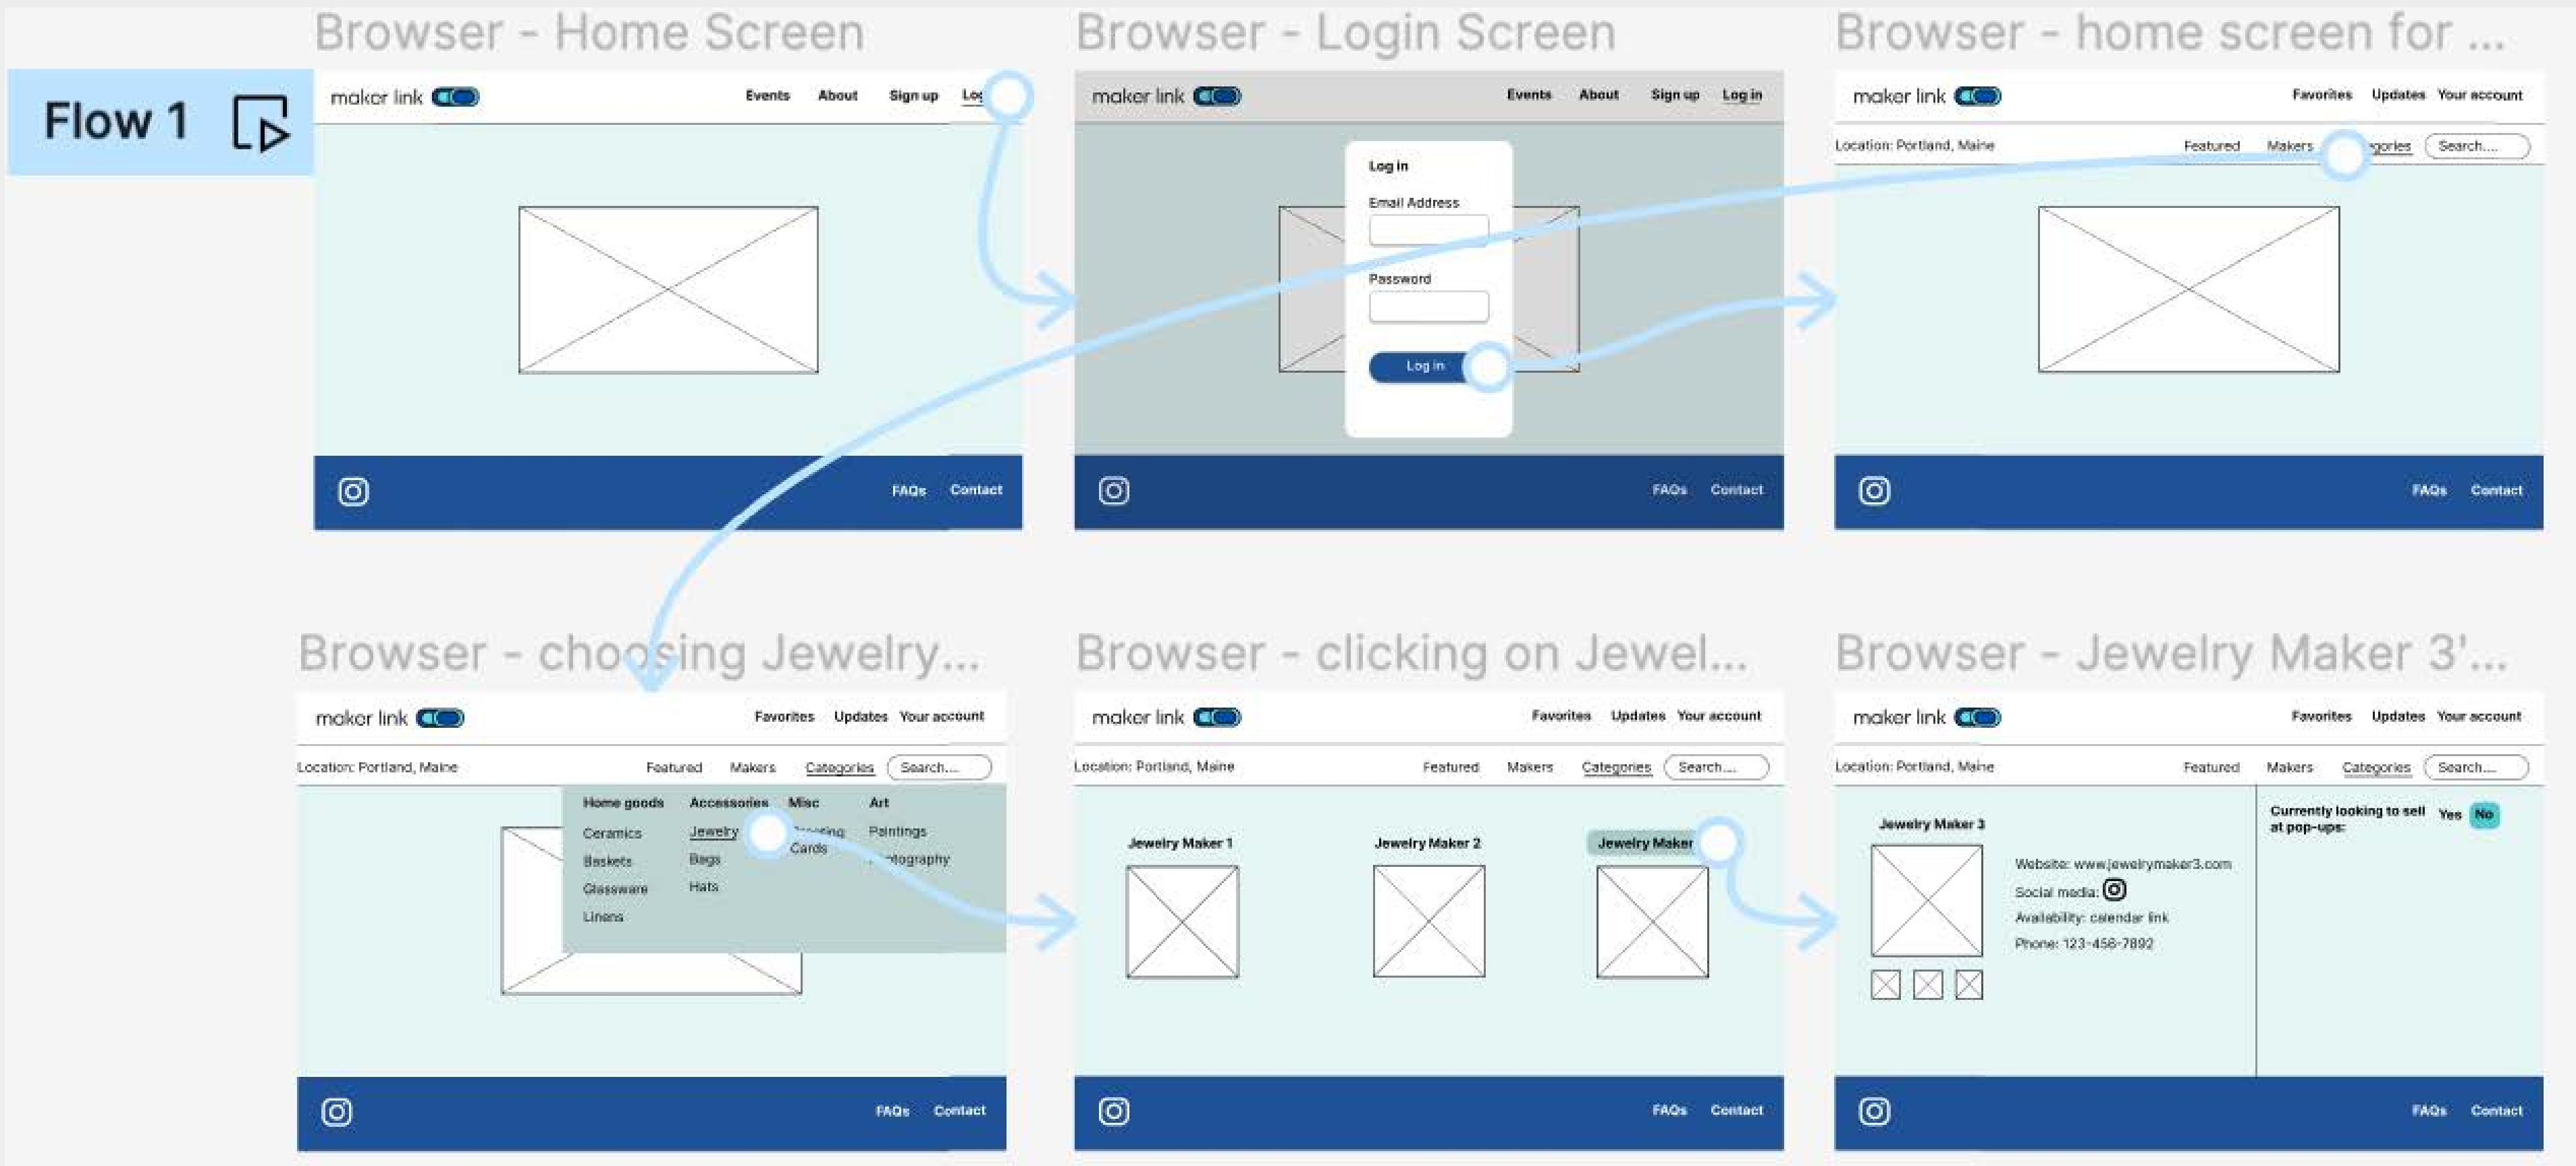 Browser - Home Screen
Browser - Login Screen
Browser - home screen for ...
Flow 1
maker link
Events About Sign up
maker link
Events About Sign up Log in
Log in
Email Address
Password
Log in
maker link
Favorites Updates Your account
Location: Portland, Maine
Featured Makers
Search....
FAQs Contact
FAQs Contact
FAQs Contact
Browser - choosing Jewelry...
Browser - clicking on Jewel...
Browser - Jewelry Maker 3'...
maker link
Favorites Updates Your account
Location: Portland, Maine
Featured Makers Categories Search....
Home goods Accessories Misc Art
Ceramics Jewelry Paintings
Baskets Bags Cards
Glassware Hats
Linens
FAQs Contact
maker link
Favorites Updates Your account
Location: Portland, Maine
Featured Makers Categories Search....
Jewelry Maker 1
Jewelry Maker 2
Jewelry Maker
FAQs Contact
maker link
Favorites Updates Your account
Location: Portland, Maine
Featured Makers Categories Search....
Jewelry Maker 3
Website: www.jewelrymaker3.com
Social media:
Availability: calendar link
Phone: 123-456-7892
Currently looking to sell
at pop-ups:
Yes No
FAQs Contact